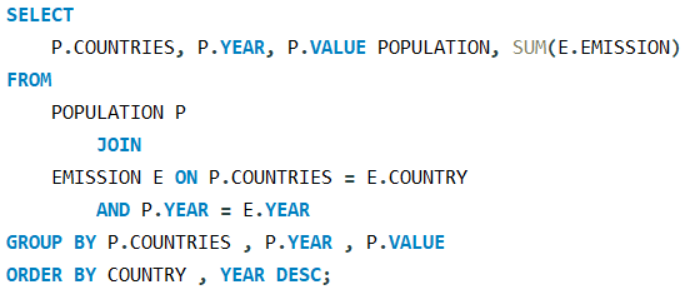 SELECT
P.COUNTRIES, P.YEAR, P.VALUE POPULATION, SUM(E.EMISSION)
FROM
POPULATION P
JOIN
EMISSION E ON P.COUNTRIES = E.COUNTRY
AND P.YEAR = E.YEAR
GROUP BY P.COUNTRIES , P.YEAR , P.VALUE
ORDER BY COUNTRY , YEAR DESC;